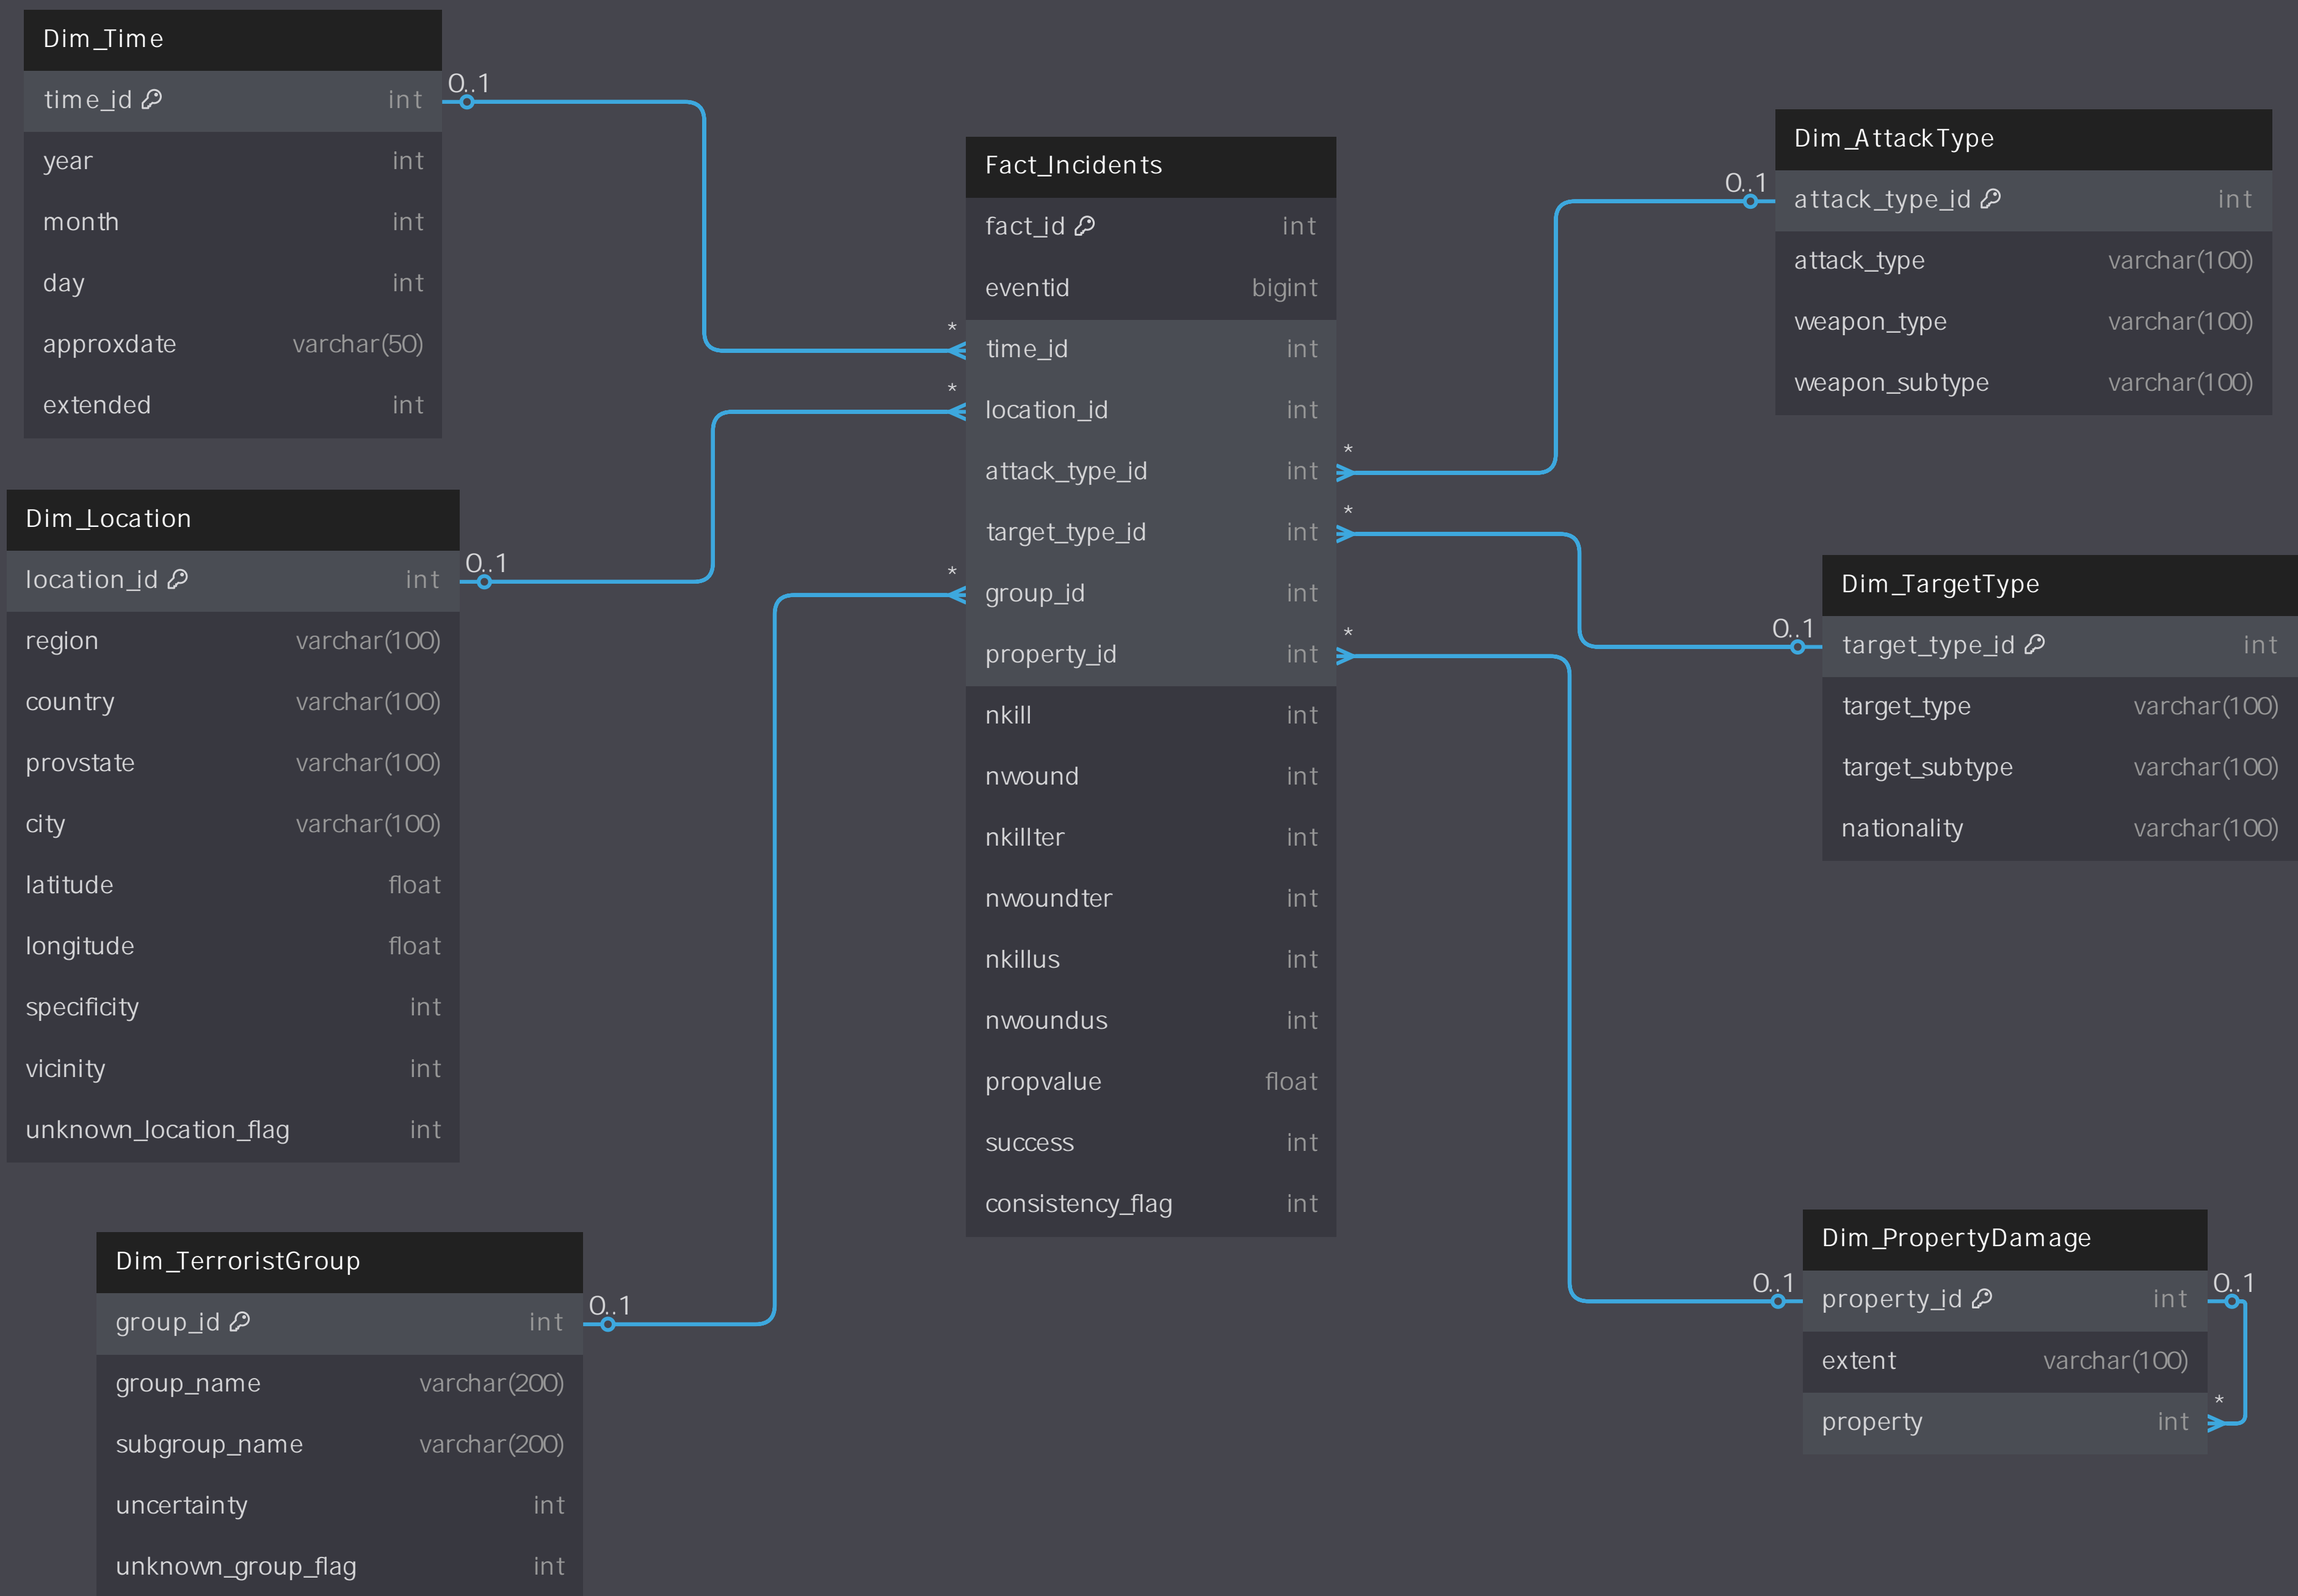 Dim_Time
time_id int
year int
month int
day int
approxdate varchar(50)
extended int
0..1
Dim_Location
location_id int
region varchar(100)
country varchar(100)
provstate varchar(100)
city varchar(100)
latitude float
longitude float
specificity int
vicinity int
unknown_location_flag int
0..1
Dim_TerroristGroup
group_id int
group_name varchar(200)
subgroup_name varchar(200)
uncertainty int
unknown_group_flag int
0..1
Fact_Incidents
fact_id int
eventid bigint
* time_id int
* location_id int
attack_type_id int *
target_type_id int *
* group_id int
property_id int *
nkill int
nwound int
nkillter int
nwoundter int
nkillus int
nwoundus int
propvalue float
success int
consistency_flag int
Dim_AttackType
0..1
attack_type_id int
attack_type varchar(100)
weapon_type varchar(100)
weapon_subtype varchar(100)
Dim_TargetType
0..1
target_type_id int
target_type varchar(100)
target_subtype varchar(100)
nationality varchar(100)
Dim_PropertyDamage
0..1 0..1
property_id int
extent varchar(100)
property int *